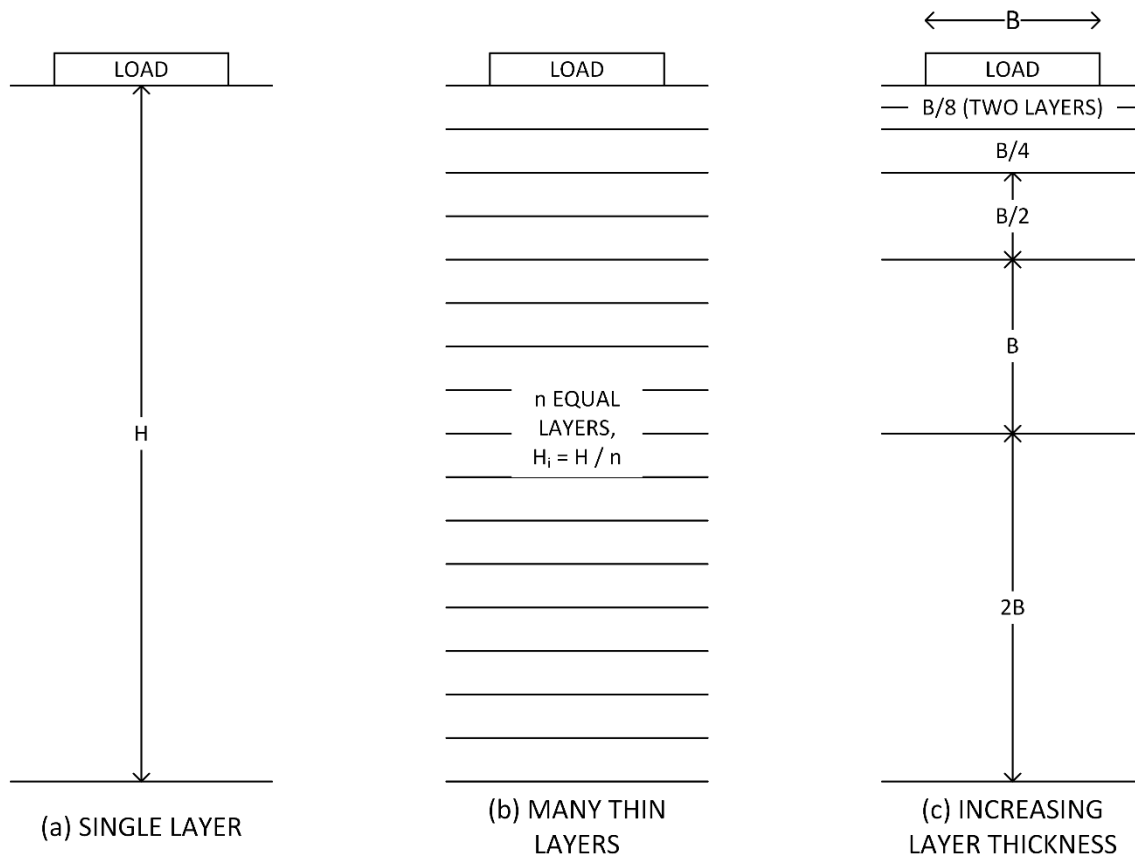 LOAD
H
(a) SINGLE LAYER
LOAD
n EQUAL
LAYERS,
Hᵢ = H / n
(b) MANY THIN
LAYERS
B
LOAD
B/8 (TWO LAYERS)
B/4
B/2
B
2B
(c) INCREASING
LAYER THICKNESS